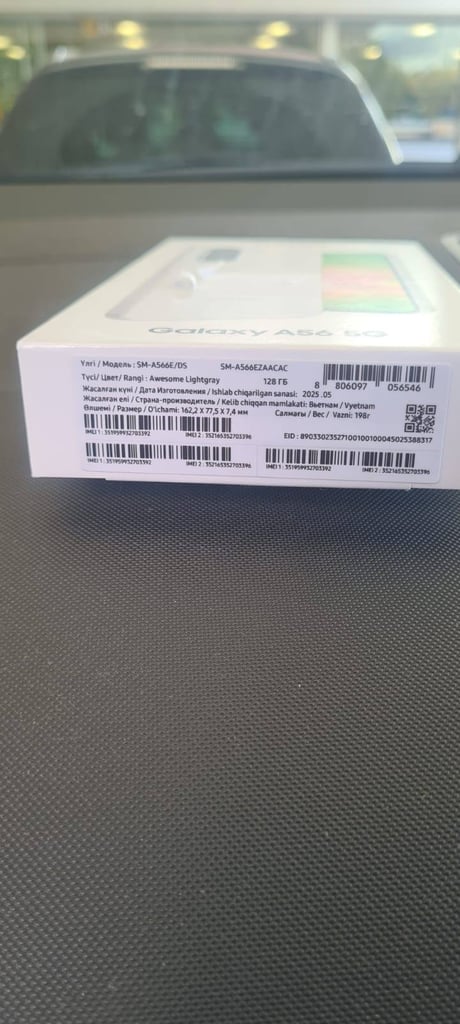 Galaxy A56 5G
Үлгі / Модель : SM-A566E/DS SM-A566EZAACAC
Түсі/ Цвет/ Rangi : Awesome Lightgray 128 ГБ
8 806097 056546
Жасалған күні / Дата Изготовления / Ishlab chiqarilgan sanasi: 2025 .05
Жасалған елі / Страна-производитель / Kelib chiqqan mamlakati: Вьетнам / Vyetnam
Өлшемі / Размер / O'lchami: 162,2 X 77,5 X 7,4 мм Салмағы / Вес / Vazni: 198г
IMEI 1 : 351959932703392 IMEI 2 : 352165352703396
EID : 89033023527100100100045025388317
IMEI 1 : 351959932703392 IMEI 2 : 352165352703396 IMEI 1 : 351959932703392 IMEI 2 : 352165352703396